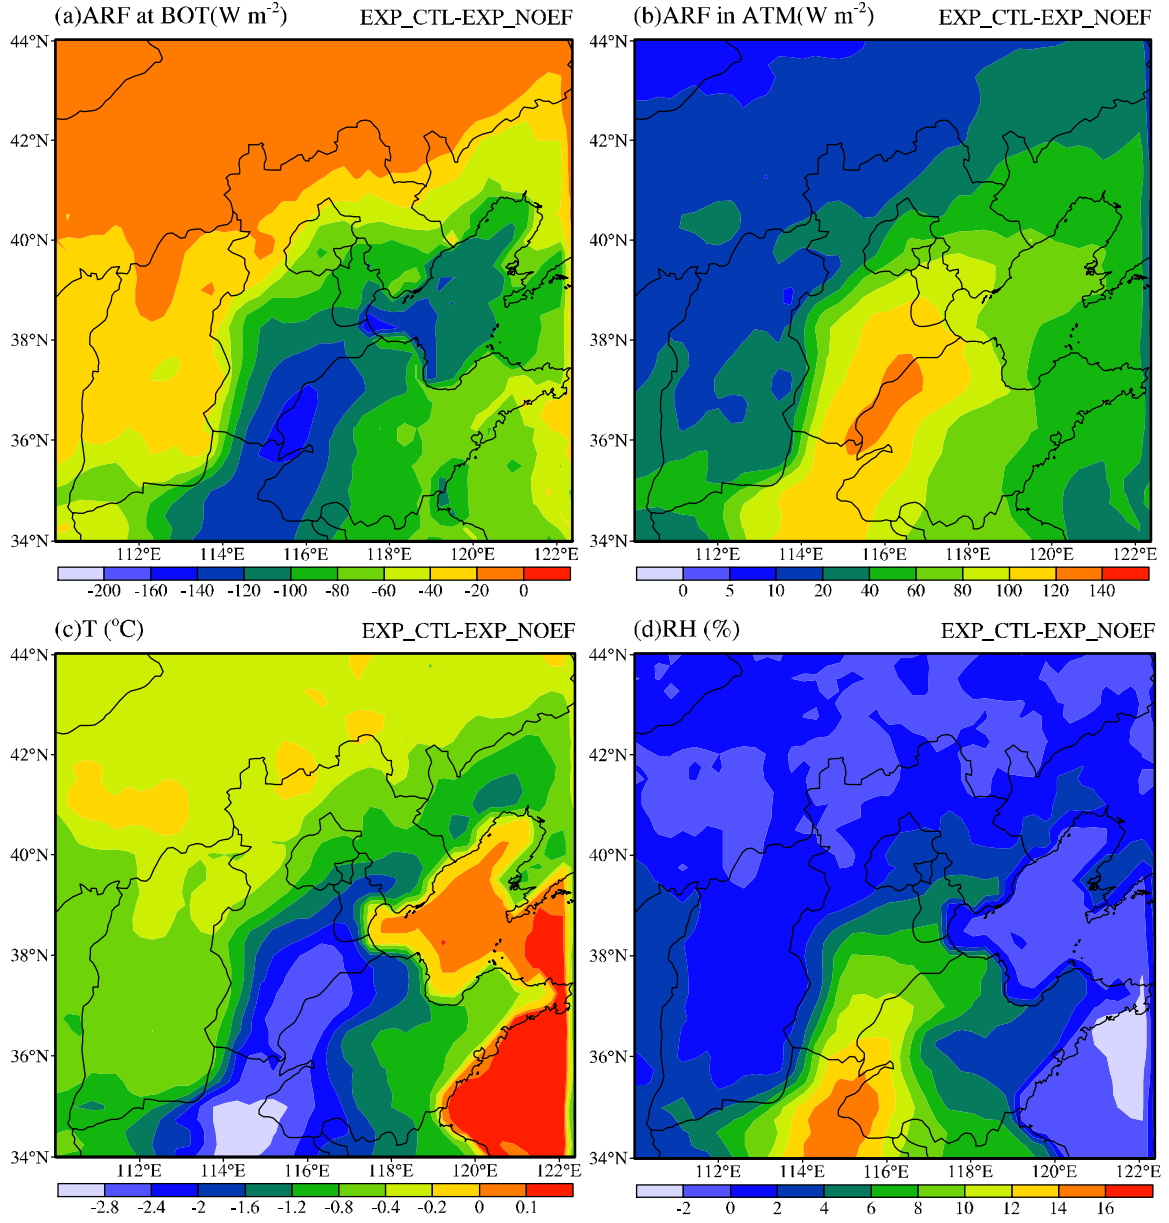 (a)ARF at BOT(W m-2) EXP_CTL-EXP_NOEF
(b)ARF in ATM(W m-2) EXP_CTL-EXP_NOEF
44°N 44°N
42°N 42°N
40°N 40°N
38°N 38°N
36°N 36°N
34°N 34°N
112°E 114°E 116°E 118°E 120°E 122°E
112°E 114°E 116°E 118°E 120°E 122°E
-200 -160 -140 -120 -100 -80 -60 -40 -20 0
0 5 10 20 40 60 80 100 120 140
(c)T (°C) EXP_CTL-EXP_NOEF
(d)RH (%) EXP_CTL-EXP_NOEF
44°N 44°N
42°N 42°N
40°N 40°N
38°N 38°N
36°N 36°N
34°N 34°N
112°E 114°E 116°E 118°E 120°E 122°E
112°E 114°E 116°E 118°E 120°E 122°E
-2.8 -2.4 -2 -1.6 -1.2 -0.8 -0.4 -0.2 0 0.1
-2 0 2 4 6 8 10 12 14 16